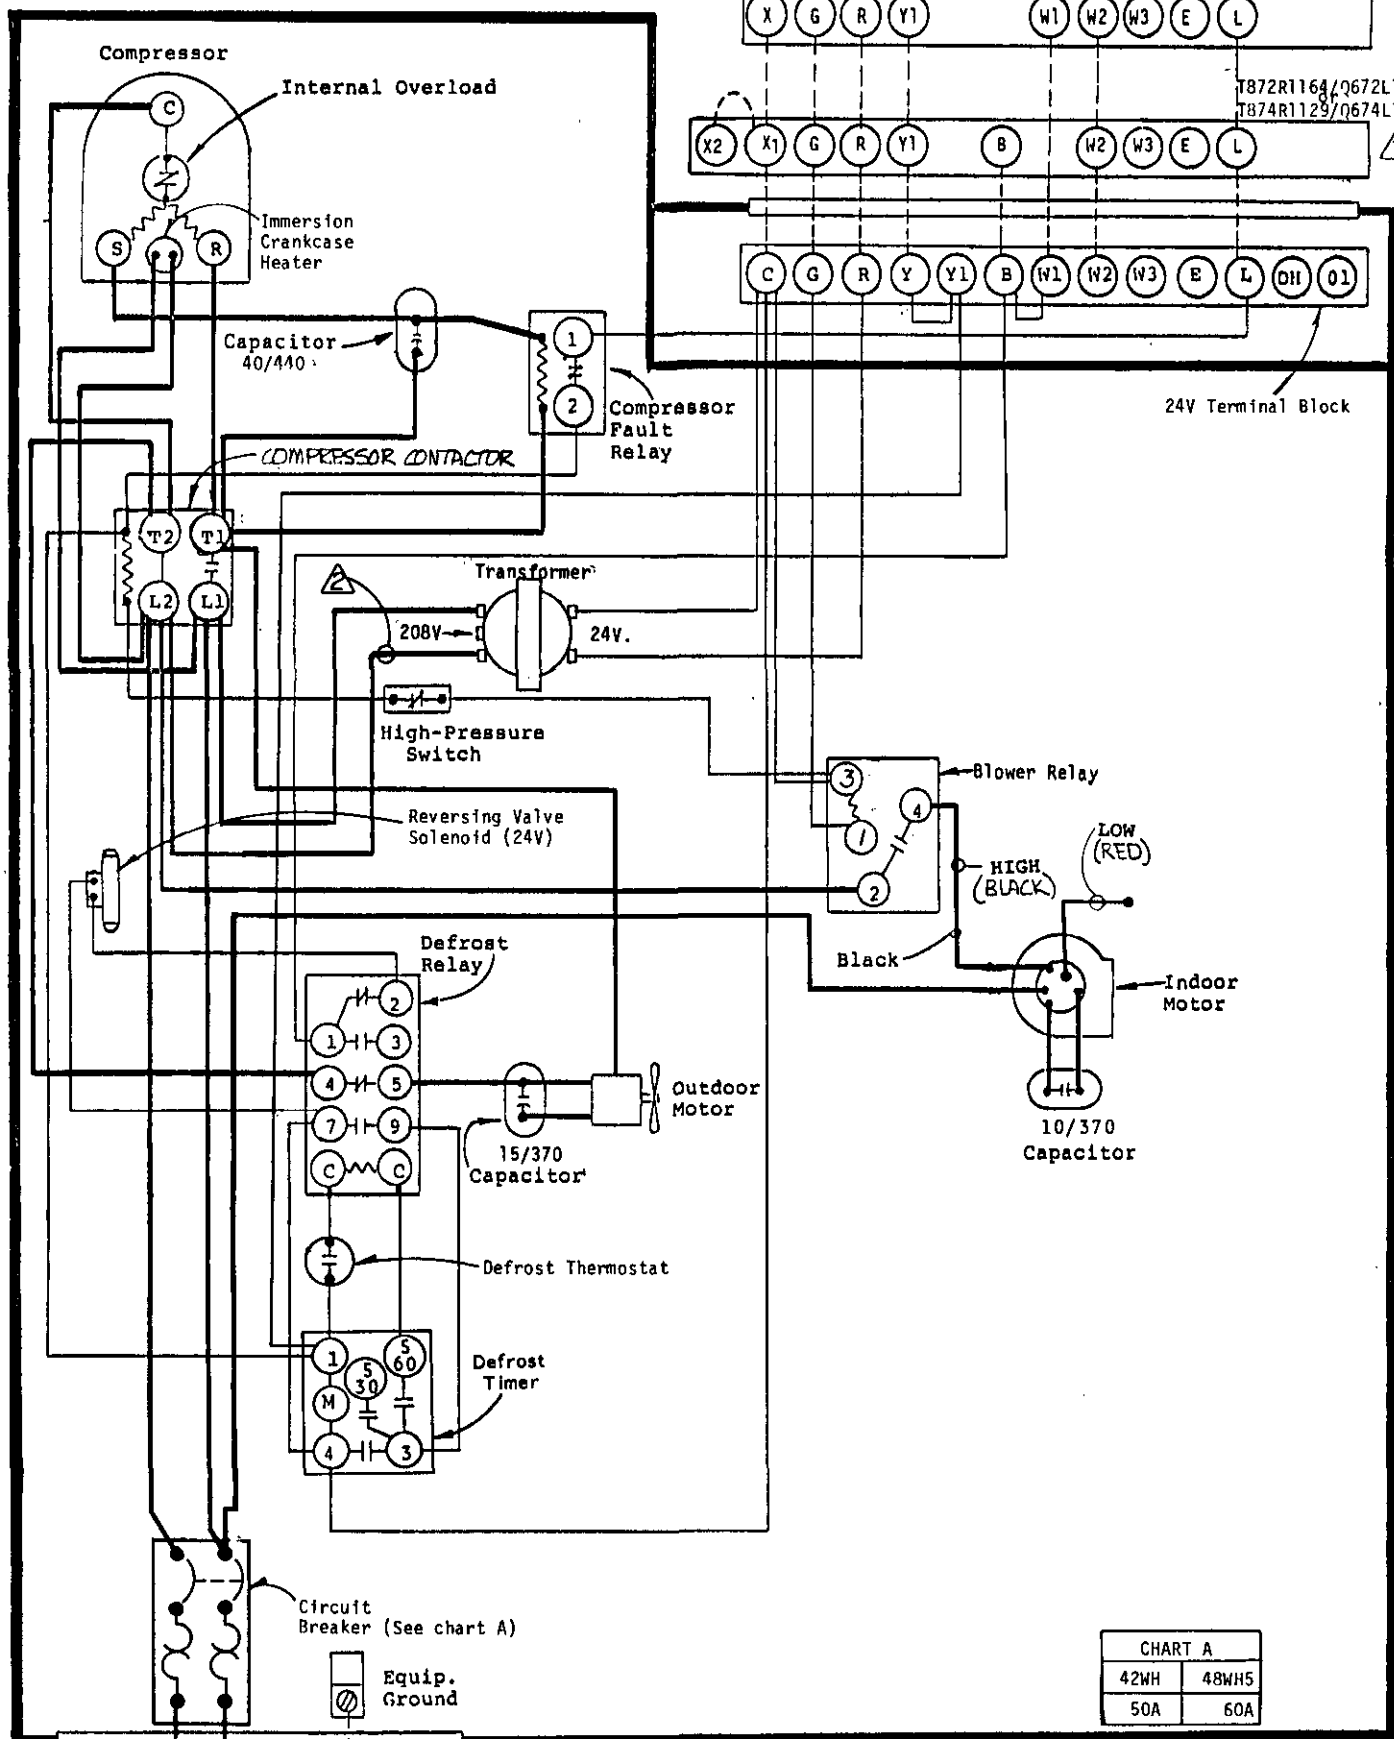 X G R Y1 W1 W2 W3 E L
T872R1164/Q672L
or
T874R1129/Q674L
X2 X1 G R Y1 B W2 W3 E L
C G R Y Y1 B W1 W2 W3 E L OH 01
24V Terminal Block
Compressor
Internal Overload
C
Immersion
Crankcase
Heater
S R
Capacitor
40/440
1
2
Compressor
Fault
Relay
COMPRESSOR CONTACTOR
T2 T1
L2 L1
2
Transformer
208V
24V.
High-Pressure
Switch
Blower Relay
3
4
1
2
Reversing Valve
Solenoid (24V)
LOW
(RED)
HIGH
(BLACK)
Black
Indoor
Motor
10/370
Capacitor
Defrost
Relay
2
1 3
4 5
7 9
C C
Outdoor
Motor
15/370
Capacitor
Defrost Thermostat
1
5
60
5
30
M
4 3
Defrost
Timer
Circuit
Breaker (See chart A)
Equip.
Ground
CHART A
42WH 48WH5
50A 60A